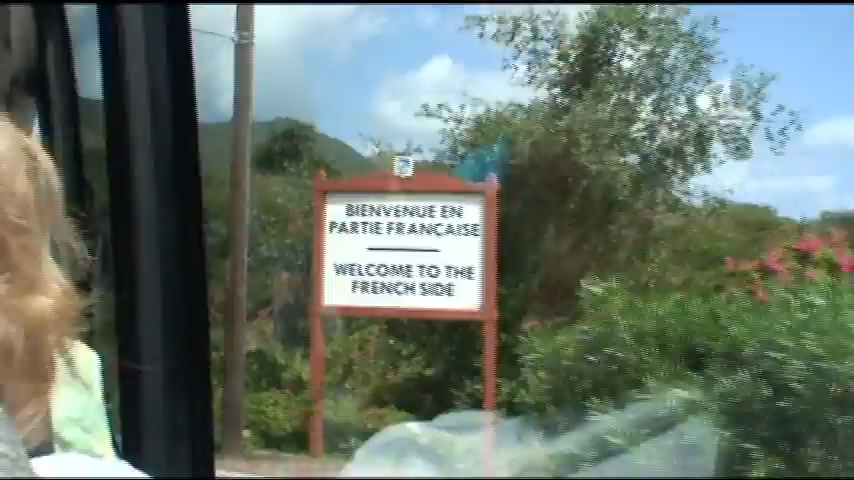 BIENVENUE EN
PARTIE FRANÇAISE
WELCOME TO THE
FRENCH SIDE